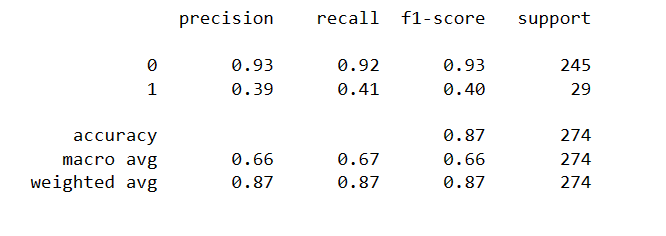 precision recall f1-score support
0 0.93 0.92 0.93 245
1 0.39 0.41 0.40 29
accuracy 0.87 274
macro avg 0.66 0.67 0.66 274
weighted avg 0.87 0.87 0.87 274